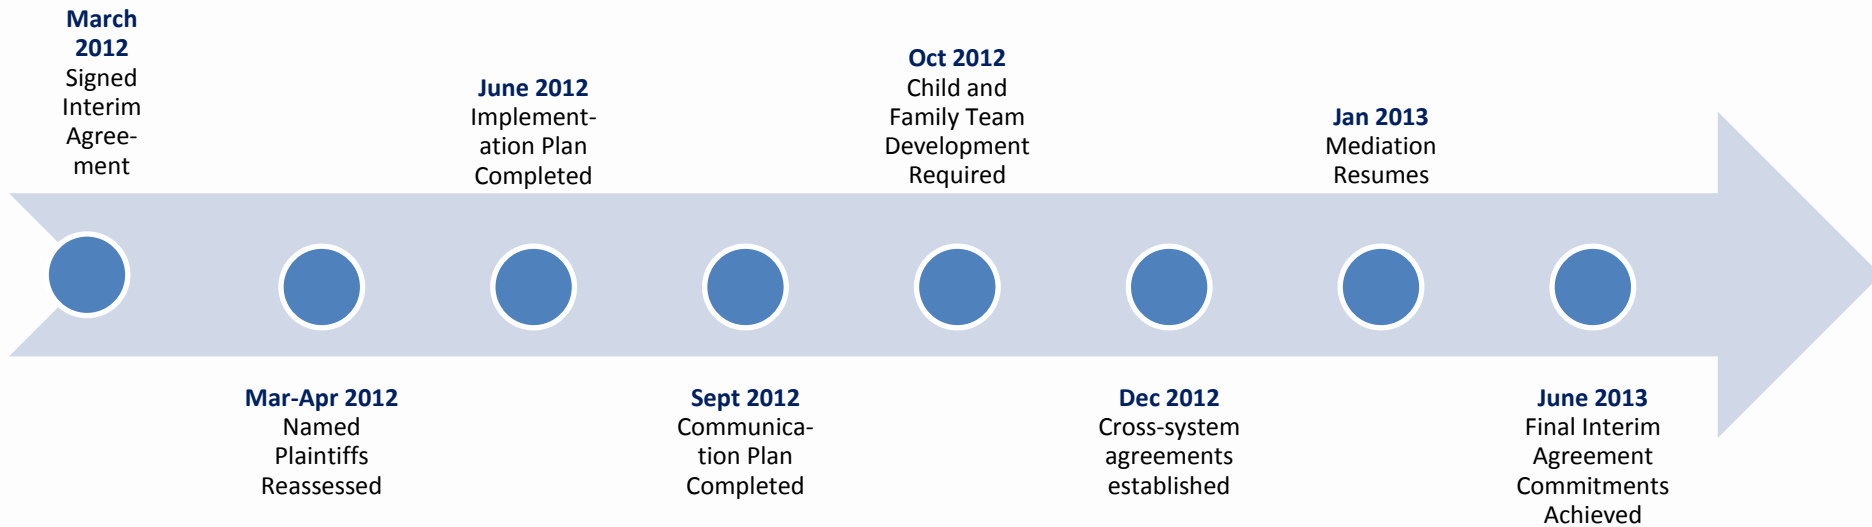 March
2012
Signed
Interim
Agree-
ment
Mar-Apr 2012
Named
Plaintiffs
Reassessed
June 2012
Implement-
ation Plan
Completed
Sept 2012
Communica-
tion Plan
Completed
Oct 2012
Child and
Family Team
Development
Required
Dec 2012
Cross-system
agreements
established
Jan 2013
Mediation
Resumes
June 2013
Final Interim
Agreement
Commitments
Achieved